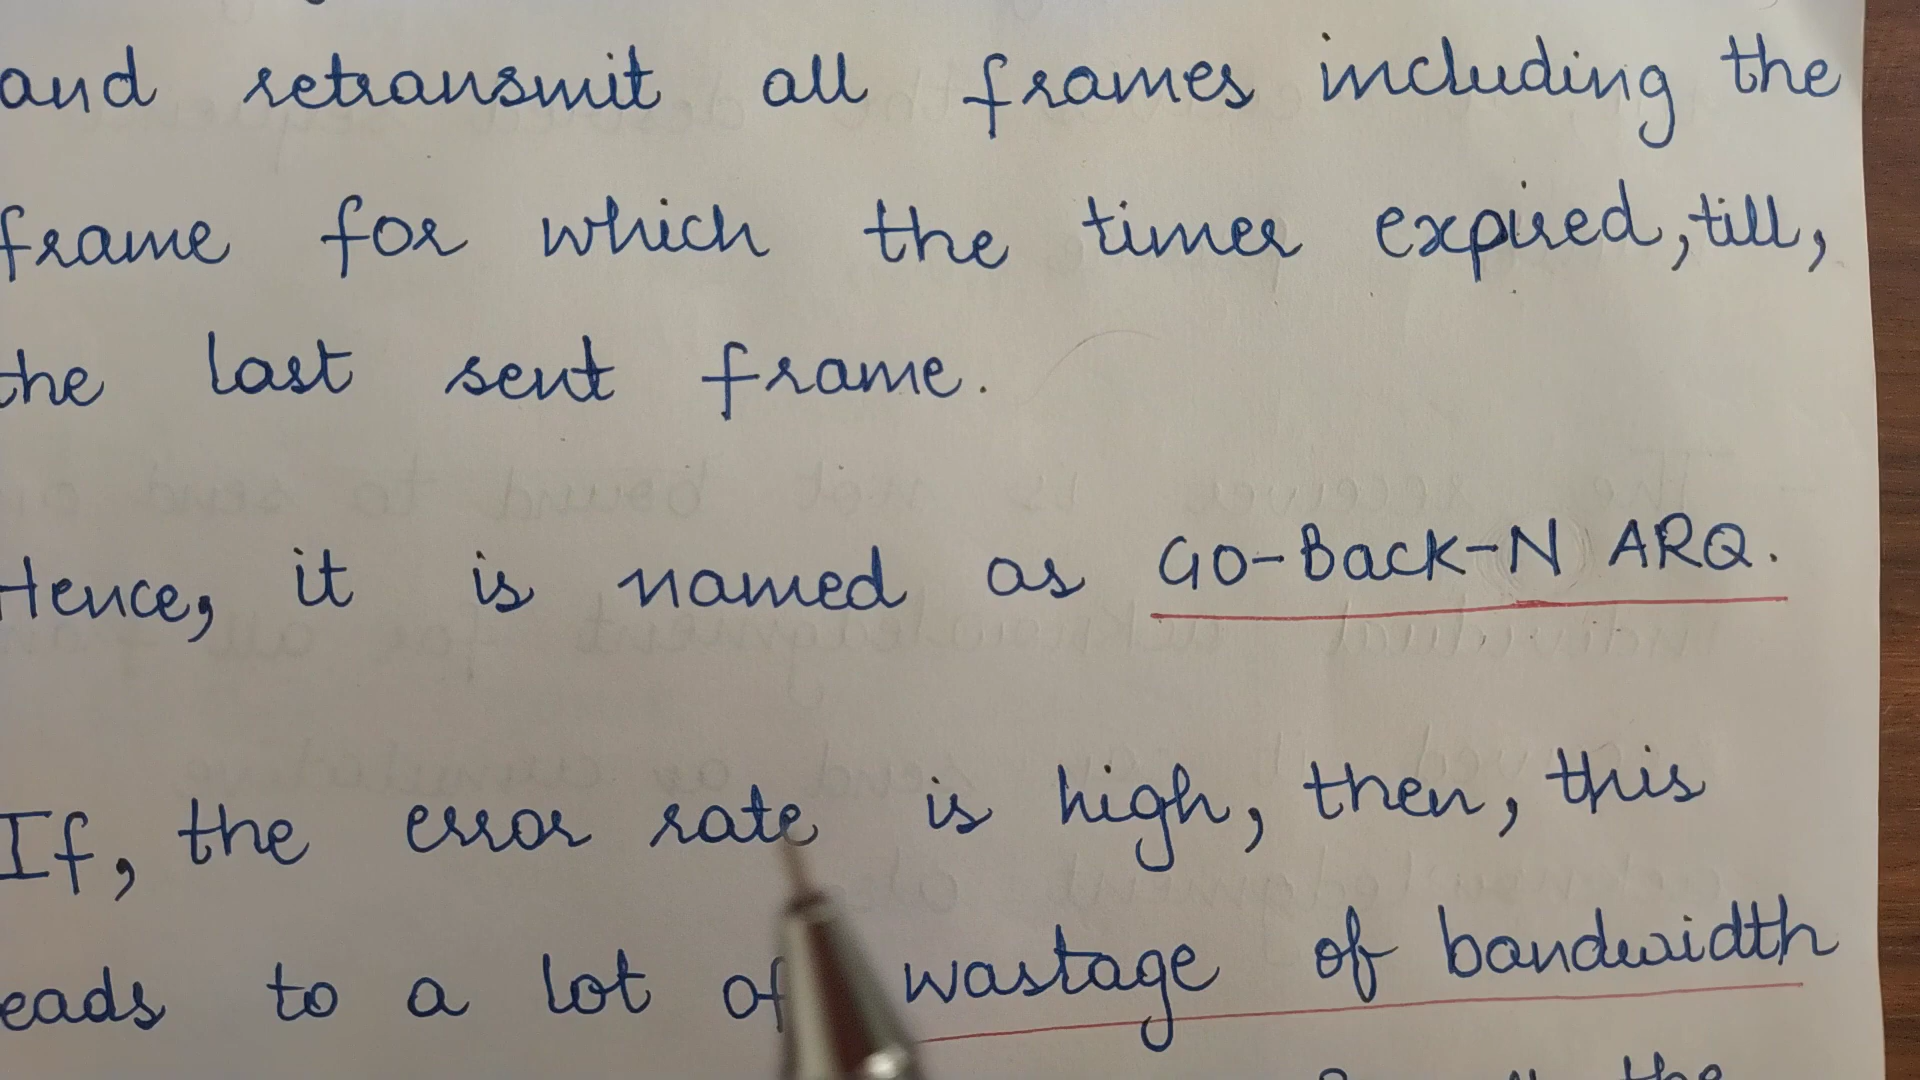 and retransmit all frames including the
frame for which the timer expired, till,
the last sent frame.
Hence, it is named as Go-Back-N ARQ.
If, the error rate is high, then, this
eads to a lot of wastage of bandwidth
the